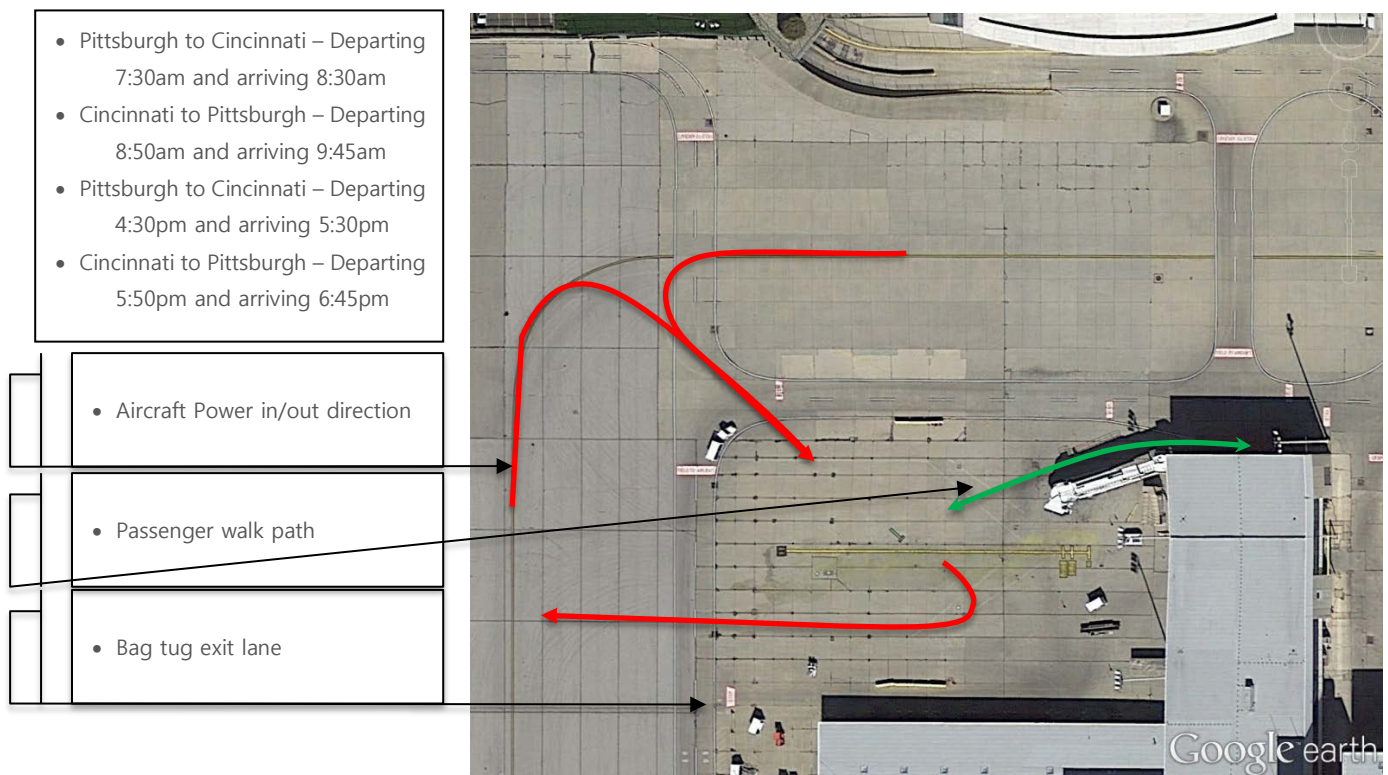 • Pittsburgh to Cincinnati – Departing
7:30am and arriving 8:30am
• Cincinnati to Pittsburgh – Departing
8:50am and arriving 9:45am
• Pittsburgh to Cincinnati – Departing
4:30pm and arriving 5:30pm
• Cincinnati to Pittsburgh – Departing
5:50pm and arriving 6:45pm
• Aircraft Power in/out direction
• Passenger walk path
• Bag tug exit lane
Google earth